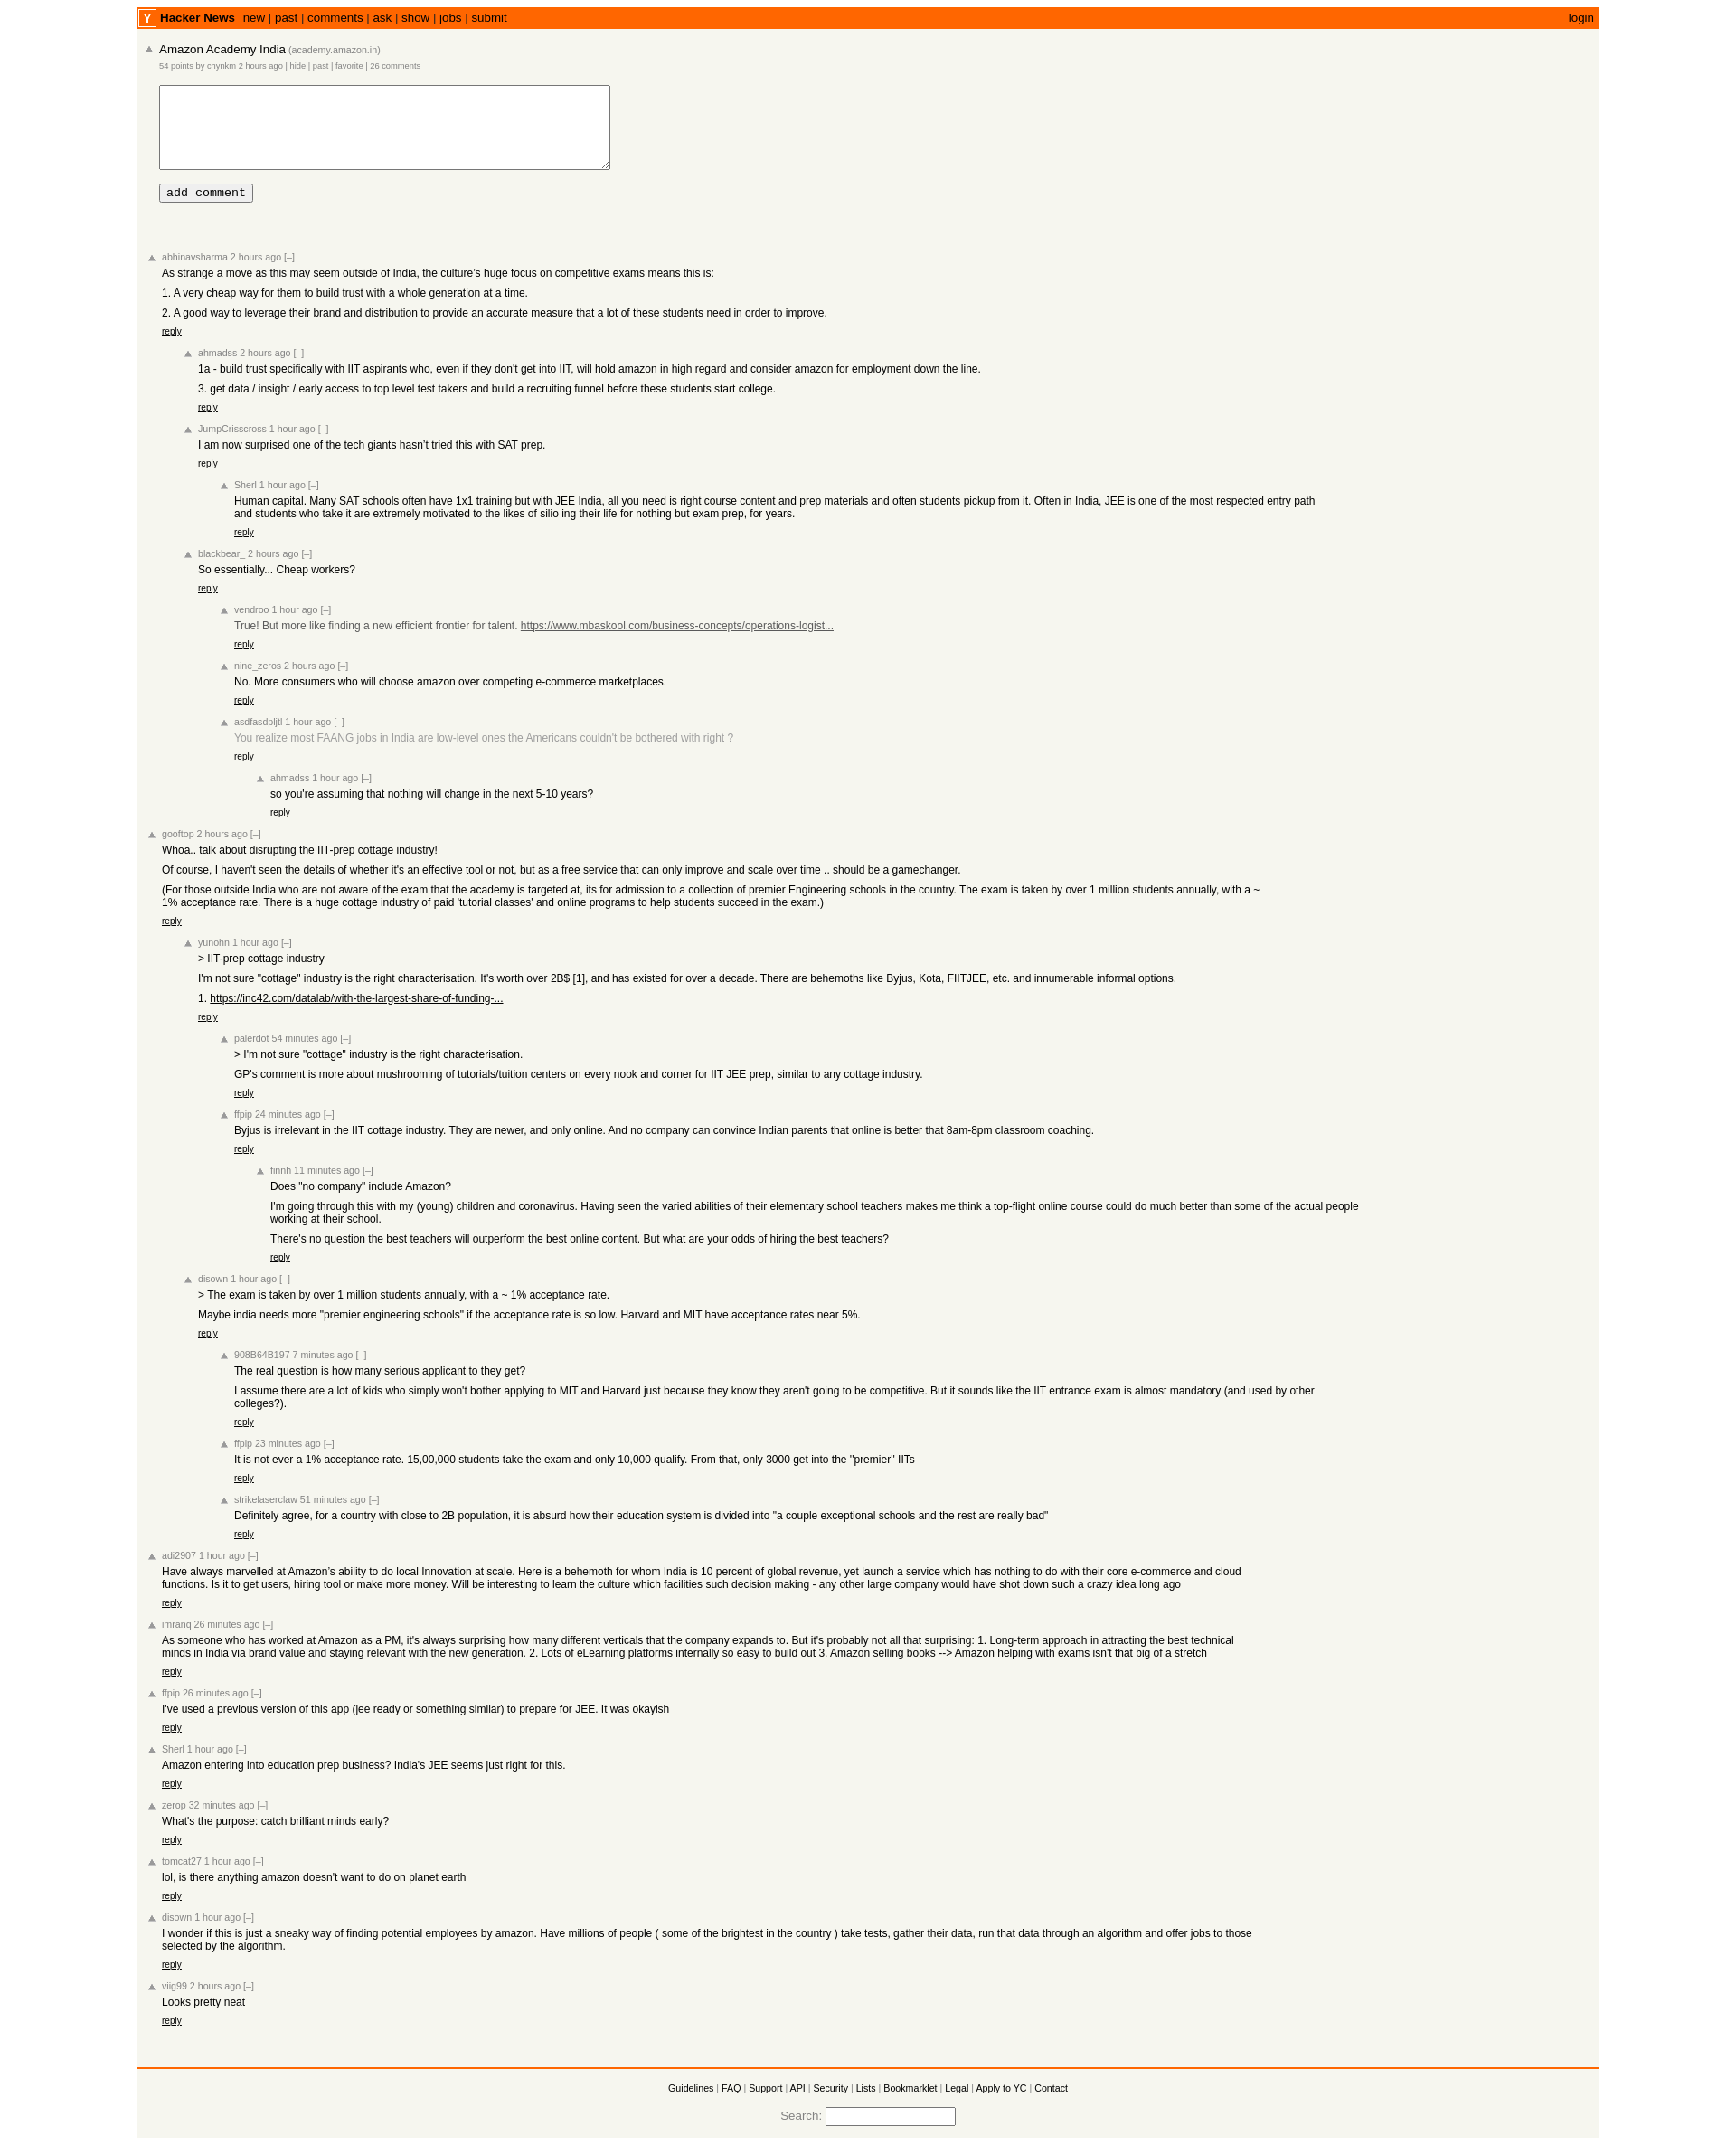 Y Hacker News new | past | comments | ask | show | jobs | submit login
Amazon Academy India (academy.amazon.in)
54 points by chynkm 2 hours ago | hide | past | favorite | 26 comments
add comment
abhinavsharma 2 hours ago [–]
As strange a move as this may seem outside of India, the culture’s huge focus on competitive exams means this is:
1. A very cheap way for them to build trust with a whole generation at a time.
2. A good way to leverage their brand and distribution to provide an accurate measure that a lot of these students need in order to improve.
reply
ahmadss 2 hours ago [–]
1a - build trust specifically with IIT aspirants who, even if they don't get into IIT, will hold amazon in high regard and consider amazon for employment down the line.
3. get data / insight / early access to top level test takers and build a recruiting funnel before these students start college.
reply
JumpCrisscross 1 hour ago [–]
I am now surprised one of the tech giants hasn’t tried this with SAT prep.
reply
Sherl 1 hour ago [–]
Human capital. Many SAT schools often have 1x1 training but with JEE India, all you need is right course content and prep materials and often students pickup from it. Often in India, JEE is one of the most respected entry path
and students who take it are extremely motivated to the likes of silio ing their life for nothing but exam prep, for years.
reply
blackbear_ 2 hours ago [–]
So essentially... Cheap workers?
reply
vendroo 1 hour ago [–]
True! But more like finding a new efficient frontier for talent. https://www.mbaskool.com/business-concepts/operations-logist...
reply
nine_zeros 2 hours ago [–]
No. More consumers who will choose amazon over competing e-commerce marketplaces.
reply
asdfasdpljtl 1 hour ago [–]
You realize most FAANG jobs in India are low-level ones the Americans couldn't be bothered with right ?
reply
ahmadss 1 hour ago [–]
so you're assuming that nothing will change in the next 5-10 years?
reply
gooftop 2 hours ago [–]
Whoa.. talk about disrupting the IIT-prep cottage industry!
Of course, I haven't seen the details of whether it's an effective tool or not, but as a free service that can only improve and scale over time .. should be a gamechanger.
(For those outside India who are not aware of the exam that the academy is targeted at, its for admission to a collection of premier Engineering schools in the country. The exam is taken by over 1 million students annually, with a ~
1% acceptance rate. There is a huge cottage industry of paid 'tutorial classes' and online programs to help students succeed in the exam.)
reply
yunohn 1 hour ago [–]
> IIT-prep cottage industry
I'm not sure "cottage" industry is the right characterisation. It's worth over 2B$ [1], and has existed for over a decade. There are behemoths like Byjus, Kota, FIITJEE, etc. and innumerable informal options.
1. https://inc42.com/datalab/with-the-largest-share-of-funding-...
reply
palerdot 54 minutes ago [–]
> I'm not sure "cottage" industry is the right characterisation.
GP's comment is more about mushrooming of tutorials/tuition centers on every nook and corner for IIT JEE prep, similar to any cottage industry.
reply
ffpip 24 minutes ago [–]
Byjus is irrelevant in the IIT cottage industry. They are newer, and only online. And no company can convince Indian parents that online is better that 8am-8pm classroom coaching.
reply
finnh 11 minutes ago [–]
Does "no company" include Amazon?
I'm going through this with my (young) children and coronavirus. Having seen the varied abilities of their elementary school teachers makes me think a top-flight online course could do much better than some of the actual people
working at their school.
There's no question the best teachers will outperform the best online content. But what are your odds of hiring the best teachers?
reply
disown 1 hour ago [–]
> The exam is taken by over 1 million students annually, with a ~ 1% acceptance rate.
Maybe india needs more "premier engineering schools" if the acceptance rate is so low. Harvard and MIT have acceptance rates near 5%.
reply
908B64B197 7 minutes ago [–]
The real question is how many serious applicant to they get?
I assume there are a lot of kids who simply won't bother applying to MIT and Harvard just because they know they aren't going to be competitive. But it sounds like the IIT entrance exam is almost mandatory (and used by other
colleges?).
reply
ffpip 23 minutes ago [–]
It is not ever a 1% acceptance rate. 15,00,000 students take the exam and only 10,000 qualify. From that, only 3000 get into the "premier" IITs
reply
strikelaserclaw 51 minutes ago [–]
Definitely agree, for a country with close to 2B population, it is absurd how their education system is divided into "a couple exceptional schools and the rest are really bad"
reply
adi2907 1 hour ago [–]
Have always marvelled at Amazon’s ability to do local Innovation at scale. Here is a behemoth for whom India is 10 percent of global revenue, yet launch a service which has nothing to do with their core e-commerce and cloud
functions. Is it to get users, hiring tool or make more money. Will be interesting to learn the culture which facilities such decision making - any other large company would have shot down such a crazy idea long ago
reply
imranq 26 minutes ago [–]
As someone who has worked at Amazon as a PM, it's always surprising how many different verticals that the company expands to. But it's probably not all that surprising: 1. Long-term approach in attracting the best technical
minds in India via brand value and staying relevant with the new generation. 2. Lots of eLearning platforms internally so easy to build out 3. Amazon selling books --> Amazon helping with exams isn't that big of a stretch
reply
ffpip 26 minutes ago [–]
I've used a previous version of this app (jee ready or something similar) to prepare for JEE. It was okayish
reply
Sherl 1 hour ago [–]
Amazon entering into education prep business? India's JEE seems just right for this.
reply
zerop 32 minutes ago [–]
What's the purpose: catch brilliant minds early?
reply
tomcat27 1 hour ago [–]
lol, is there anything amazon doesn't want to do on planet earth
reply
disown 1 hour ago [–]
I wonder if this is just a sneaky way of finding potential employees by amazon. Have millions of people ( some of the brightest in the country ) take tests, gather their data, run that data through an algorithm and offer jobs to those
selected by the algorithm.
reply
viig99 2 hours ago [–]
Looks pretty neat
reply
Guidelines | FAQ | Support | API | Security | Lists | Bookmarklet | Legal | Apply to YC | Contact
Search: